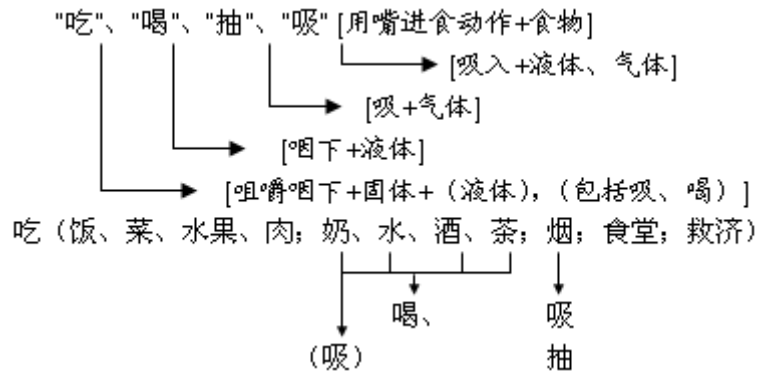 "吃"、"喝"、"抽"、"吸" [用嘴进食动作+食物]
[吸入+液体、气体]
[吸+气体]
[咽下+液体]
[咀嚼咽下+固体+（液体），（包括吸、喝）]
吃（饭、菜、水果、肉；奶、水、酒、茶；烟；食堂；救济）
喝、 吸
（吸） 抽